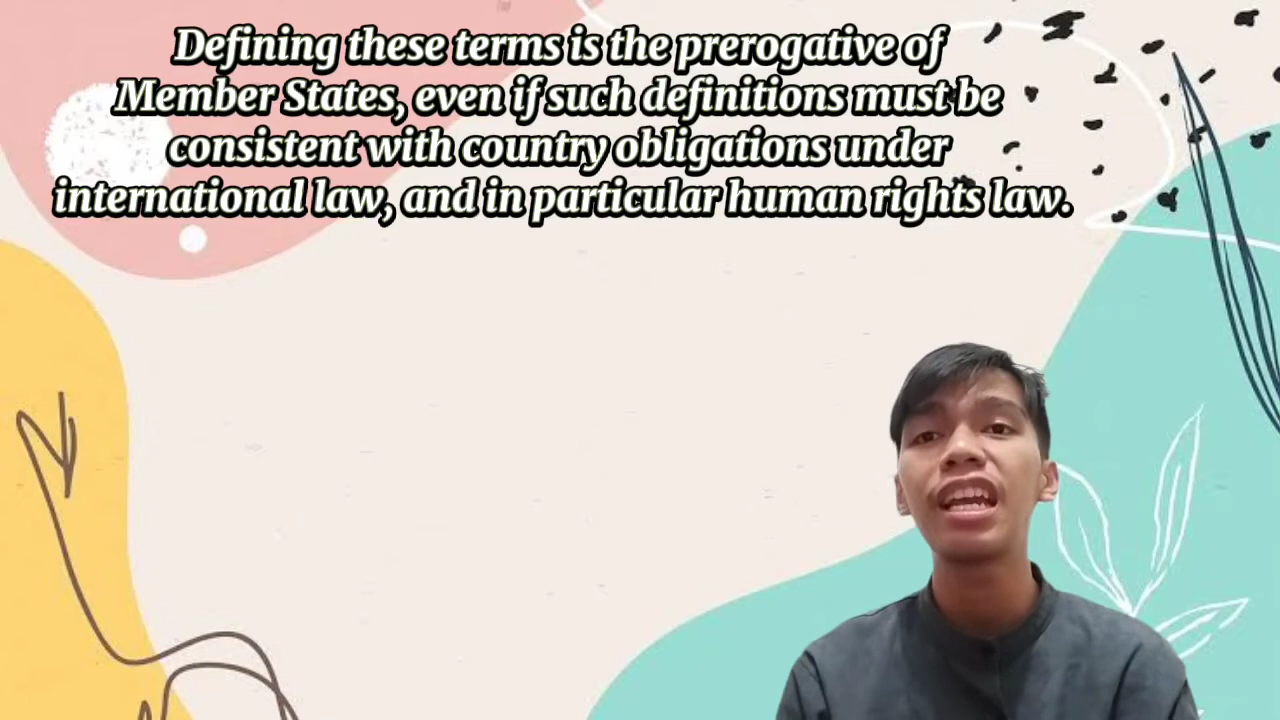 Defining these terms is the prerogative of
Member States, even if such definitions must be
consistent with country obligations under
international law, and in particular human rights law.